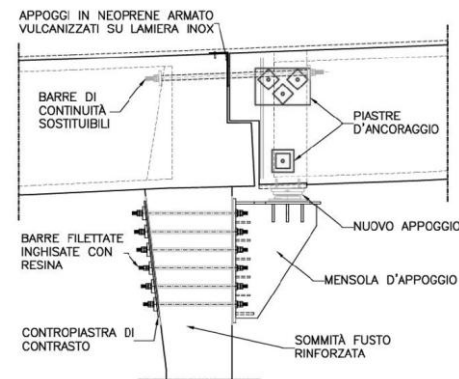 APPOGGI IN NEOPRENE ARMATO
VULCANIZZATI SU LAMIERA INOX
BARRE DI
CONTINUITÀ
SOSTITUIBILI
PIASTRE
D'ANCORAGGIO
NUOVO APPOGGIO
BARRE FILETTATE
INGHISATE CON
RESINA
MENSOLA D'APPOGGIO
CONTROPIASTRA DI
CONTRASTO
SOMMITÀ FUSTO
RINFORZATA